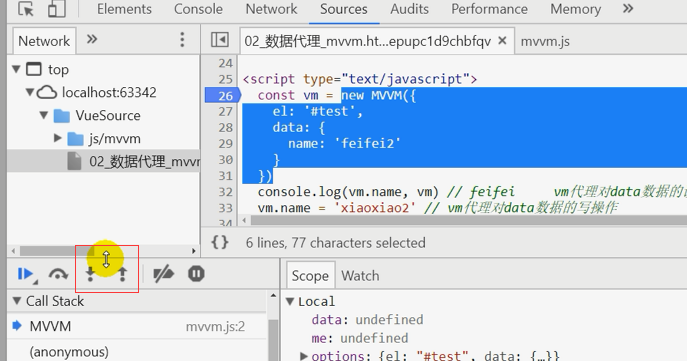 Elements Console Sources Audits Performance Memory »
Network »
02_数据代理_mvvm.ht...epupc1d9chbfqv × mvvm.js
top
localhost:63342
VueSource
js/mvvm
02_数据代理_mvvm
24
25 <script type="text/javascript">
26 const vm = new MVVM({
27 el: '#test',
28 data: {
29 name: 'feifei2'
30 }
31 })
32 console.log(vm.name, vm) // feifei vm代理对data数据的
33 vm.name = 'xiaoxiao2' // vm代理对data数据的写操作
34
{} 6 lines, 77 characters selected
Call Stack
MVVM mvvm.js:2
(anonymous)
Scope Watch
Local
data: undefined
me: undefined
options: {el: "#test", data: {…}}